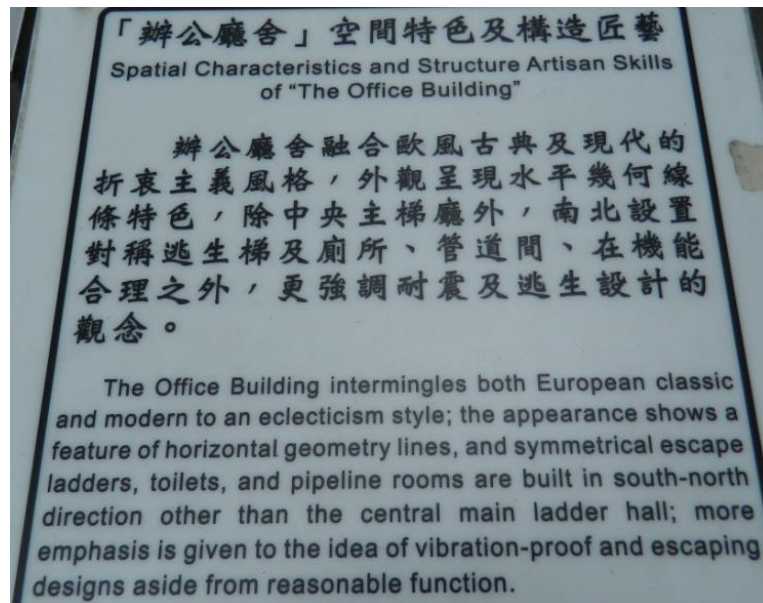 「辦公廳舍」空間特色及構造匠藝
Spatial Characteristics and Structure Artisan Skills
of "The Office Building"
辦公廳舍融合歐風古典及現代的
折衷主義風格，外觀呈現水平幾何線
條特色，除中央主梯廳外，南北設置
對稱逃生梯及廁所、管道間、在機能
合理之外，更強調耐震及逃生設計的
觀念。
The Office Building intermingles both European classic
and modern to an eclecticism style; the appearance shows a
feature of horizontal geometry lines, and symmetrical escape
ladders, toilets, and pipeline rooms are built in south-north
direction other than the central main ladder hall; more
emphasis is given to the idea of vibration-proof and escaping
designs aside from reasonable function.